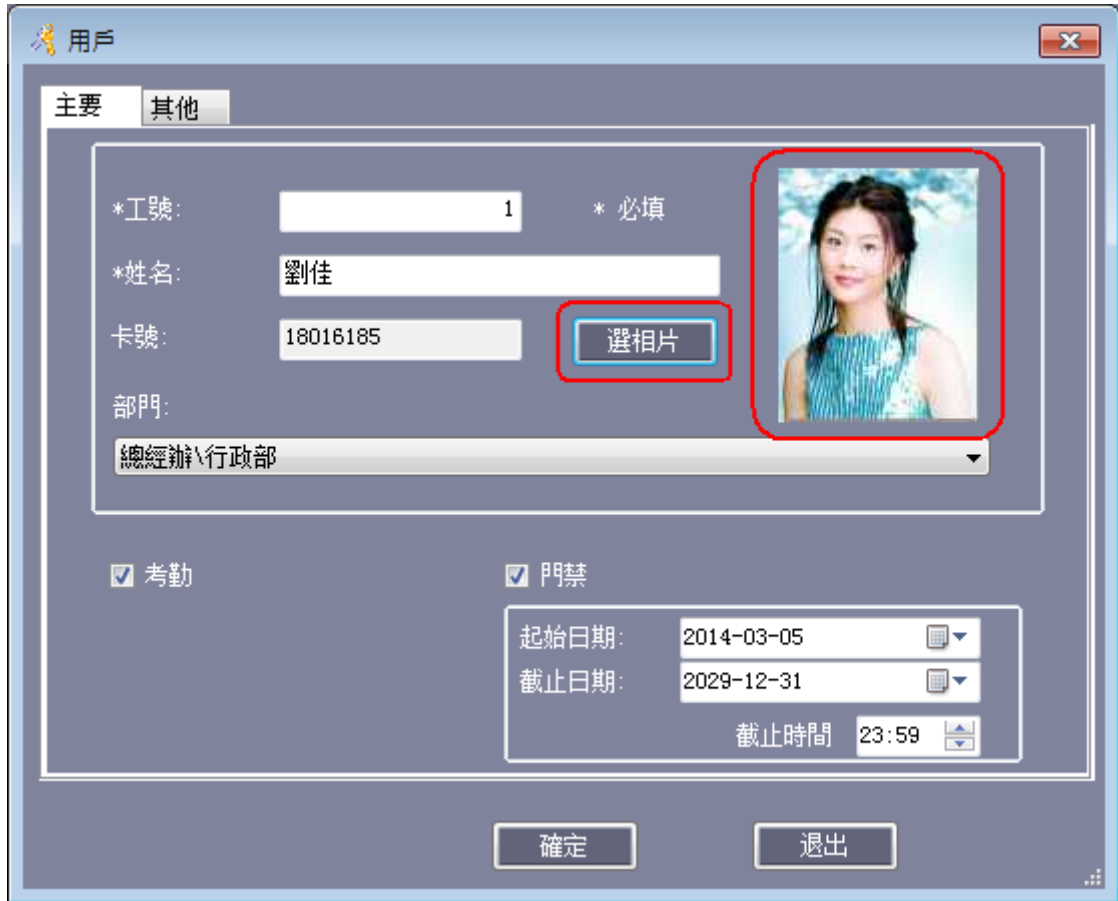 用戶
主要 其他
*工號: 1 * 必填
*姓名: 劉佳
卡號: 18016185 選相片
部門:
總經辦\行政部
考勤 門禁
起始日期: 2014-03-05
截止日期: 2029-12-31
截止時間 23:59
確定 退出